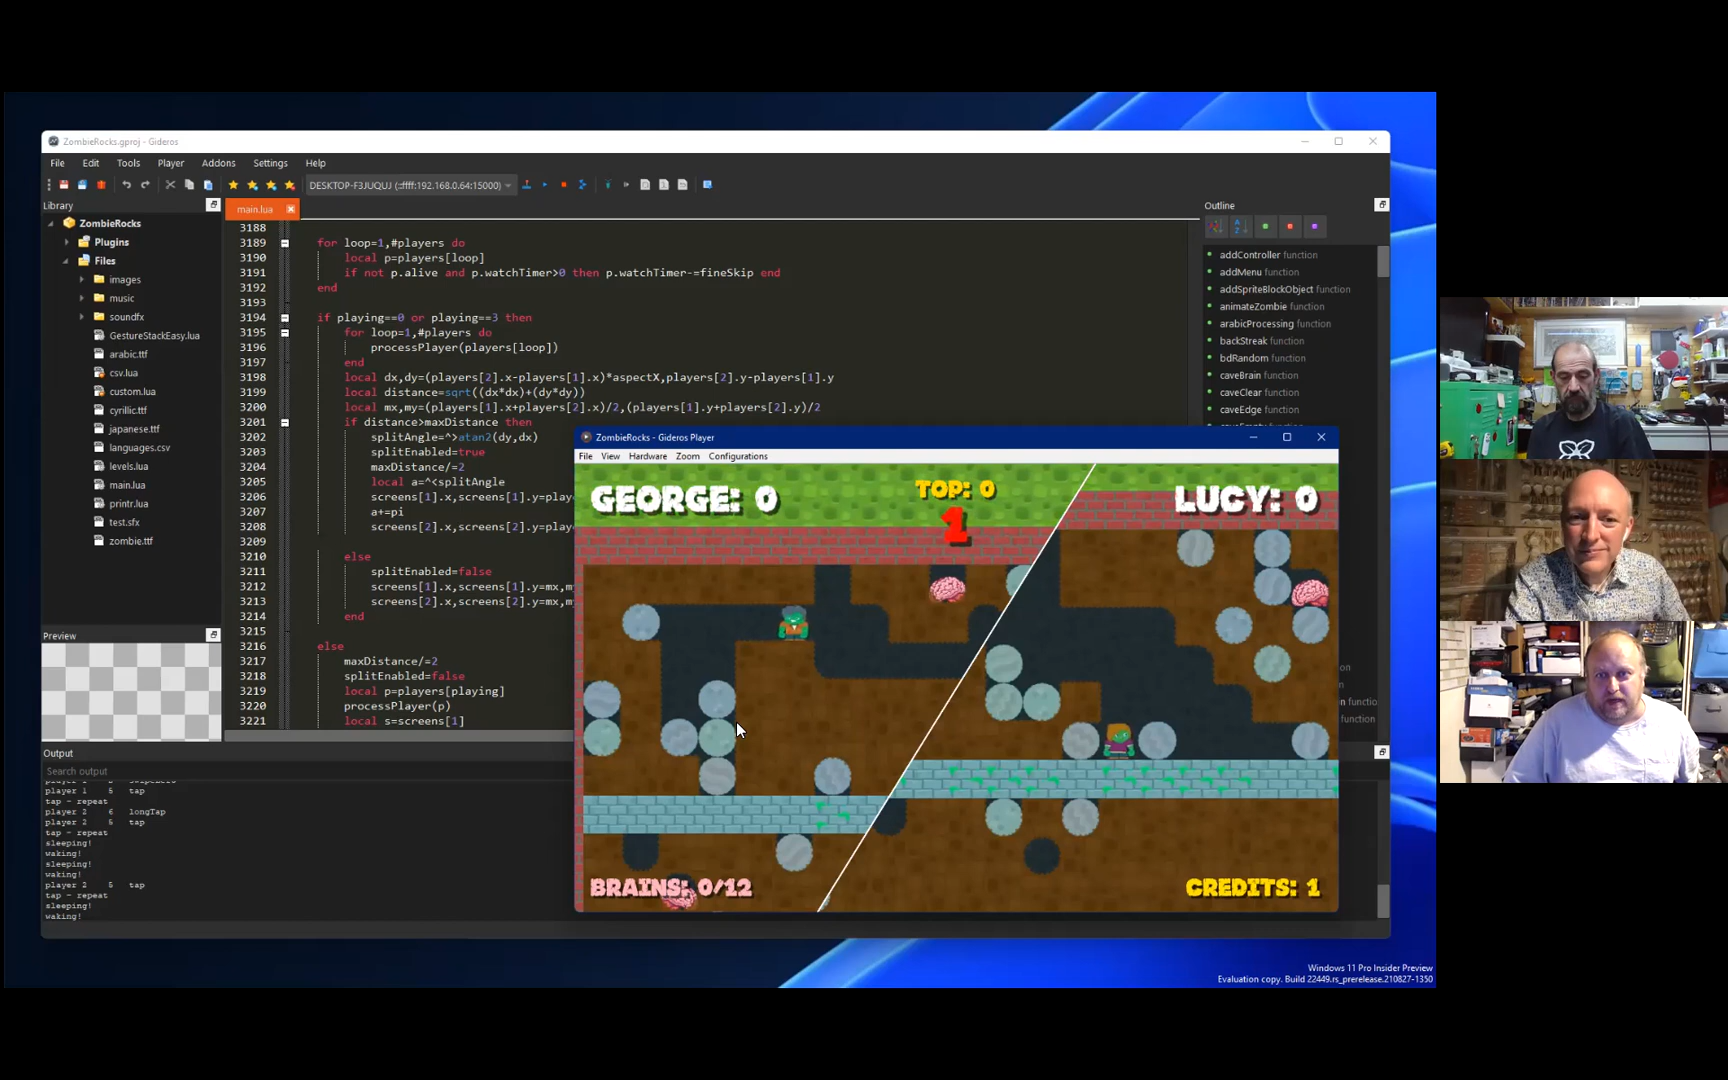 ZombieRocks.gproj - Gideros
File Edit Tools Player Addons Settings Help
DESKTOP-F3JUQUJ (::ffff:192.168.0.64:15000)
Library
ZombieRocks
Plugins
Files
images
music
soundfx
GestureStackEasy.lua
arabic.ttf
csv.lua
custom.lua
cyrillic.ttf
japanese.ttf
languages.csv
levels.lua
main.lua
printr.lua
test.sfx
zombie.ttf
Preview
main.lua
3188
3189 for loop=1,#players do
3190 local p=players[loop]
3191 if not p.alive and p.watchTimer>0 then p.watchTimer-=fineSkip end
3192 end
3193
3194 if playing==0 or playing==3 then
3195 for loop=1,#players do
3196 processPlayer(players[loop])
3197 end
3198 local dx,dy=(players[2].x-players[1].x)*aspectX,players[2].y-players[1].y
3199 local distance=sqrt((dx*dx)+(dy*dy))
3200 local mx,my=(players[1].x+players[2].x)/2,(players[1].y+players[2].y)/2
3201 if distance>maxDistance then
3202 splitAngle=^>atan2(dy,dx)
3203 splitEnabled=true
3204 maxDistance/=2
3205 local a=^<splitAngle
3206 screens[1].x,screens[1].y=play
3207 a+=pi
3208 screens[2].x,screens[2].y=play
3209
3210 else
3211 splitEnabled=false
3212 screens[1].x,screens[1].y=mx,m
3213 screens[2].x,screens[2].y=mx,m
3214 end
3215
3216 else
3217 maxDistance/=2
3218 splitEnabled=false
3219 local p=players[playing]
3220 processPlayer(p)
3221 local s=screens[1]
Outline
addController function
addMenu function
addSpriteBlockObject function
animateZombie function
arabicProcessing function
backStreak function
bdRandom function
caveBrain function
caveClear function
caveEdge function
n function
function
ZombieRocks - Gideros Player
File View Hardware Zoom Configurations
GEORGE: 0
TOP: 0
1
LUCY: 0
BRAINS: 0/12
CREDITS: 1
Output
Search output
player 1 5 tap
tap - repeat
player 2 6 longTap
player 2 5 tap
tap - repeat
sleeping!
waking!
sleeping!
waking!
player 2 5 tap
tap - repeat
sleeping!
waking!
Windows 11 Pro Insider Preview
Evaluation copy. Build 22449.rs_prerelease.210827-1350